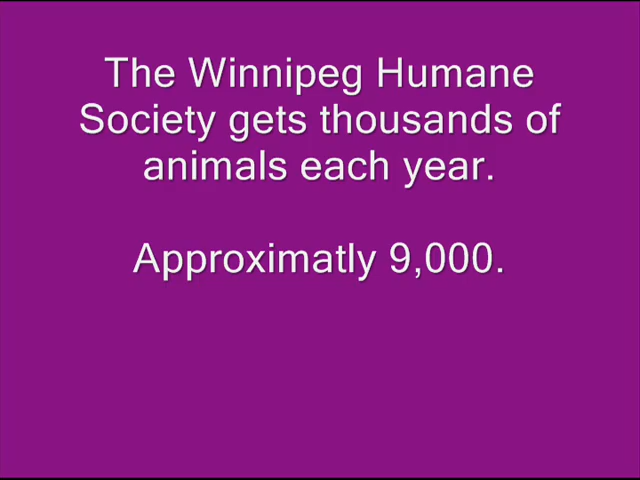 The Winnipeg Humane
Society gets thousands of
animals each year.
Approximatly 9,000.